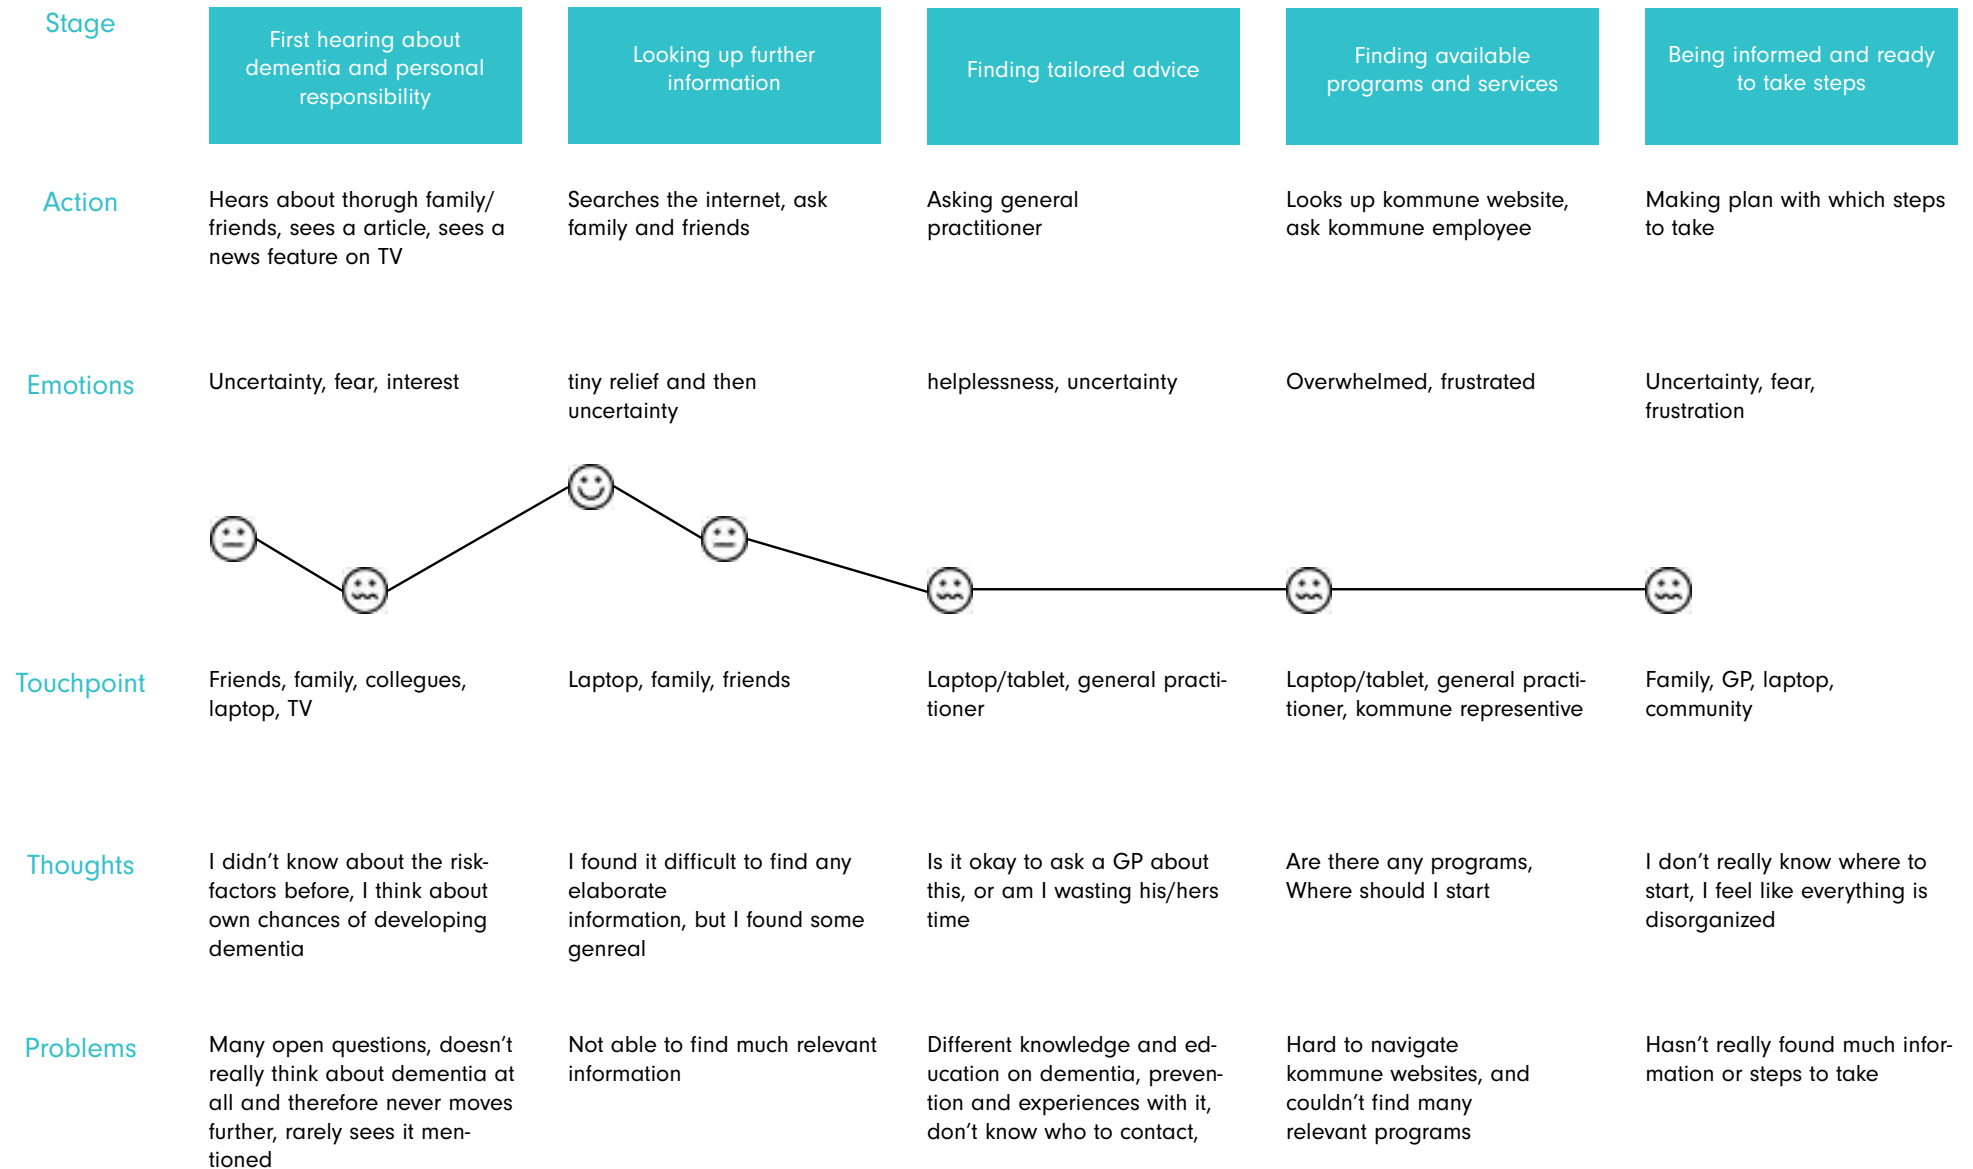 Stage
First hearing about
dementia and personal
responsibility
Looking up further
information
Finding tailored advice
Finding available
programs and services
Being informed and ready
to take steps
Action
Hears about thorugh family/
friends, sees a article, sees a
news feature on TV
Searches the internet, ask
family and friends
Asking general
practitioner
Looks up kommune website,
ask kommune employee
Making plan with which steps
to take
Emotions
Uncertainty, fear, interest
tiny relief and then
uncertainty
helplessness, uncertainty
Overwhelmed, frustrated
Uncertainty, fear,
frustration
Touchpoint
Friends, family, collegues,
laptop, TV
Laptop, family, friends
Laptop/tablet, general practi-
tioner
Laptop/tablet, general practi-
tioner, kommune representive
Family, GP, laptop,
community
Thoughts
I didn't know about the risk-
factors before, I think about
own chances of developing
dementia
I found it difficult to find any
elaborate
information, but I found some
genreal
Is it okay to ask a GP about
this, or am I wasting his/hers
time
Are there any programs,
Where should I start
I don't really know where to
start, I feel like everything is
disorganized
Problems
Many open questions, doesn't
really think about dementia at
all and therefore never moves
further, rarely sees it men-
tioned
Not able to find much relevant
information
Different knowledge and ed-
ucation on dementia, preven-
tion and experiences with it,
don't know who to contact,
Hard to navigate
kommune websites, and
couldn't find many
relevant programs
Hasn't really found much infor-
mation or steps to take